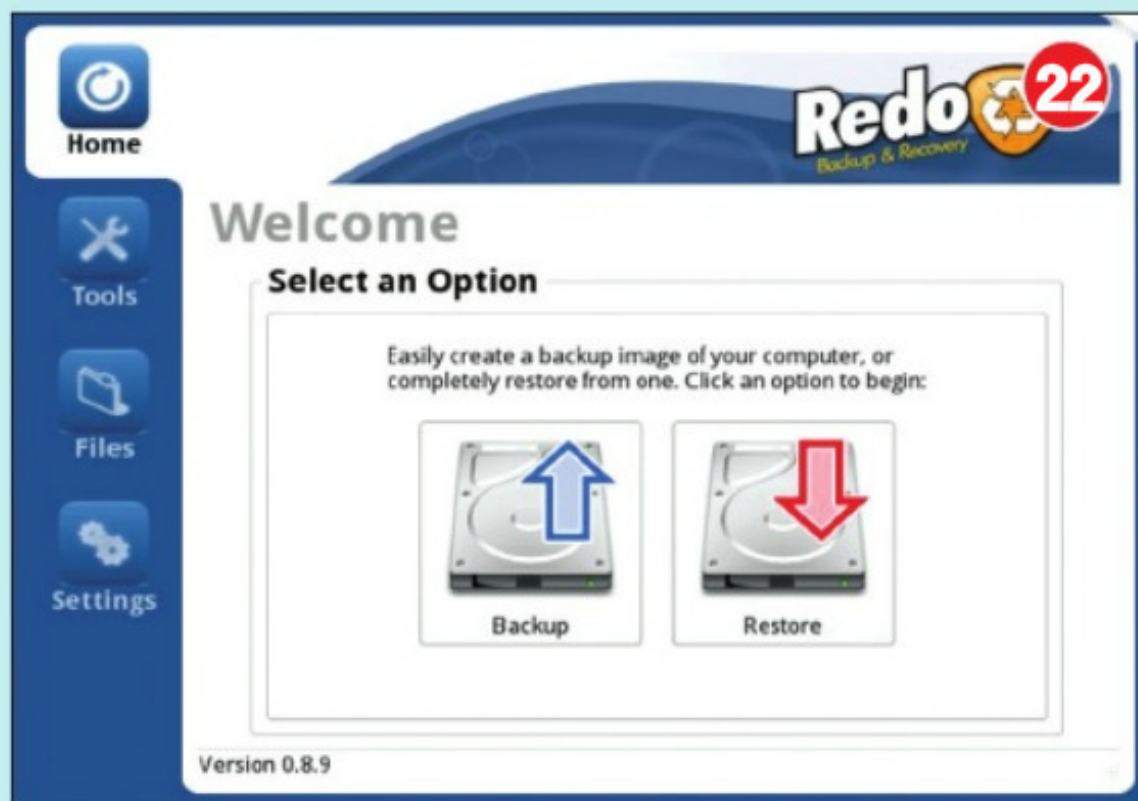 Home
Redo
22
Backup & Recovery
Tools
Files
Settings
Welcome
Select an Option
Easily create a backup image of your computer, or
completely restore from one. Click an option to begin:
Backup
Restore
Version 0.8.9